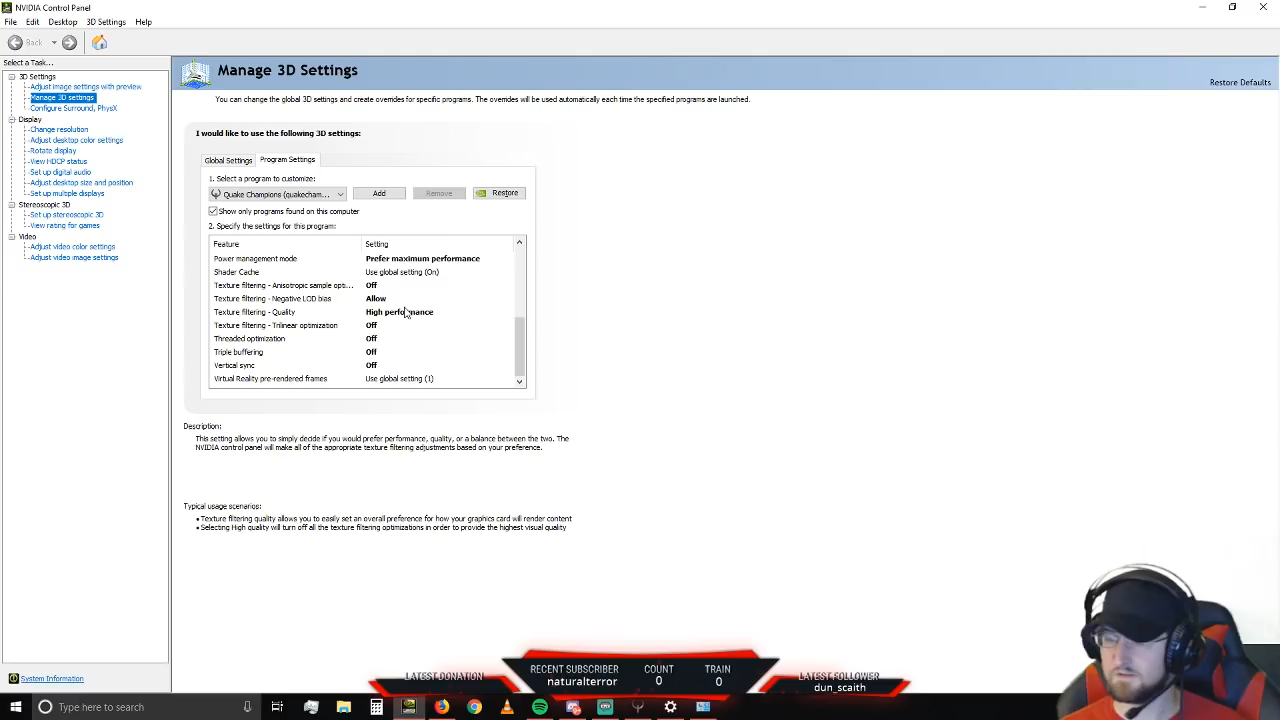 NVIDIA Control Panel
File Edit Desktop 3D Settings Help
Back
Select a Task...
3D Settings
Adjust image settings with preview
Manage 3D settings
Configure Surround, PhysX
Display
Change resolution
Adjust desktop color settings
Rotate display
View HDCP status
Set up digital audio
Adjust desktop size and position
Set up multiple displays
Stereoscopic 3D
Set up stereoscopic 3D
View rating for games
Video
Adjust video color settings
Adjust video image settings
System Information
Manage 3D Settings
Restore Defaults
You can change the global 3D settings and create overrides for specific programs. The overrides will be used automatically each time the specified programs are launched.
I would like to use the following 3D settings:
Global Settings Program Settings
1. Select a program to customize:
Quake Champions (quakecham... Add Remove Restore
Show only programs found on this computer
2. Specify the settings for this program:
Feature Setting
Power management mode Prefer maximum performance
Shader Cache Use global setting (On)
Texture filtering - Anisotropic sample opti... Off
Texture filtering - Negative LOD bias Allow
Texture filtering - Quality High performance
Texture filtering - Trilinear optimization Off
Threaded optimization Off
Triple buffering Off
Vertical sync Off
Virtual Reality pre-rendered frames Use global setting (1)
Description:
This setting allows you to simply decide if you would prefer performance, quality, or a balance between the two. The
NVIDIA control panel will make all of the appropriate texture filtering adjustments based on your preference.
Typical usage scenarios:
• Texture filtering quality allows you to easily set an overall preference for how your graphics card will render content
• Selecting High quality will turn off all the texture filtering optimizations in order to provide the highest visual quality
LATEST DONATION
RECENT SUBSCRIBER
naturalterror
COUNT
0
TRAIN
0
LATEST FOLLOWER
dun_scaith
Type here to search